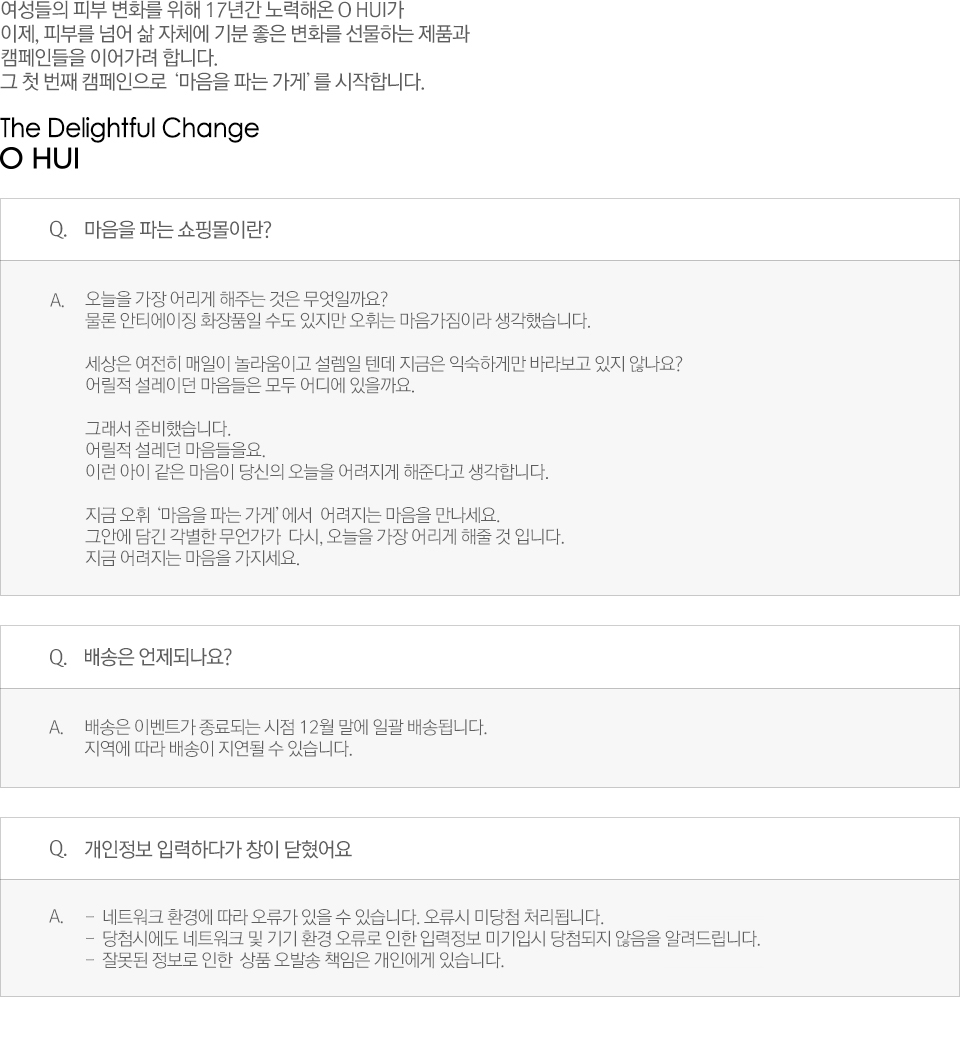 여성들의 피부 변화를 위해 17년간 노력해온 O HUI가
이제, 피부를 넘어 삶 자체에 기분 좋은 변화를 선물하는 제품과
캠페인들을 이어가려 합니다.
그 첫 번째 캠페인으로 ‘마음을 파는 가게’ 를 시작합니다.
The Delightful Change
O HUI
Q. 마음을 파는 쇼핑몰이란?
A. 오늘을 가장 어리게 해주는 것은 무엇일까요?
물론 안티에이징 화장품일 수도 있지만 오휘는 마음가짐이라 생각했습니다.
세상은 여전히 매일이 놀라움이고 설렘일 텐데 지금은 익숙하게만 바라보고 있지 않나요?
어릴적 설레이던 마음들은 모두 어디에 있을까요.
그래서 준비했습니다.
어릴적 설레던 마음들을요.
이런 아이 같은 마음이 당신의 오늘을 어려지게 해준다고 생각합니다.
지금 오휘 ‘마음을 파는 가게’ 에서 어려지는 마음을 만나세요.
그안에 담긴 각별한 무언가가 다시, 오늘을 가장 어리게 해줄 것 입니다.
지금 어려지는 마음을 가지세요.
Q. 배송은 언제되나요?
A. 배송은 이벤트가 종료되는 시점 12월 말에 일괄 배송됩니다.
지역에 따라 배송이 지연될 수 있습니다.
Q. 개인정보 입력하다가 창이 닫혔어요
A. – 네트워크 환경에 따라 오류가 있을 수 있습니다. 오류시 미당첨 처리됩니다.
– 당첨시에도 네트워크 및 기기 환경 오류로 인한 입력정보 미기입시 당첨되지 않음을 알려드립니다.
– 잘못된 정보로 인한 상품 오발송 책임은 개인에게 있습니다.